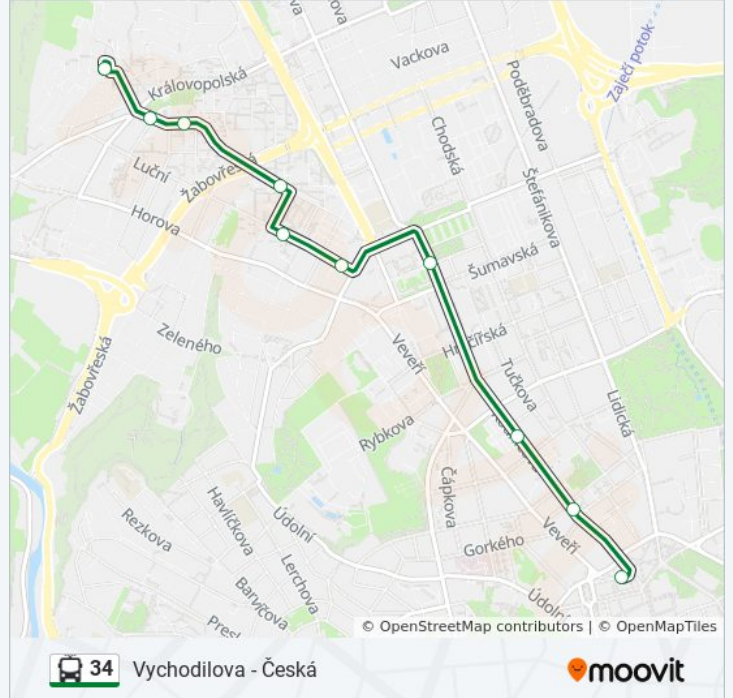 Královopolská
Vackova
Poděbradova
Zaječí potok
Chodská
Luční
Žabovřeská
Štefánikova
Horova
Šumavská
Zeleného
Veveří
Hrnčířská
Tučkova
Žabovřeská
Lidická
Rybkova
Čápkova
Havlíčkova
Rezkova
Údolní
Veveří
Gorkého
Lerchova
Barvičova
Údolní
© OpenStreetMap contributors | © OpenMapTiles
34 Vychodilova - Česká
moovit